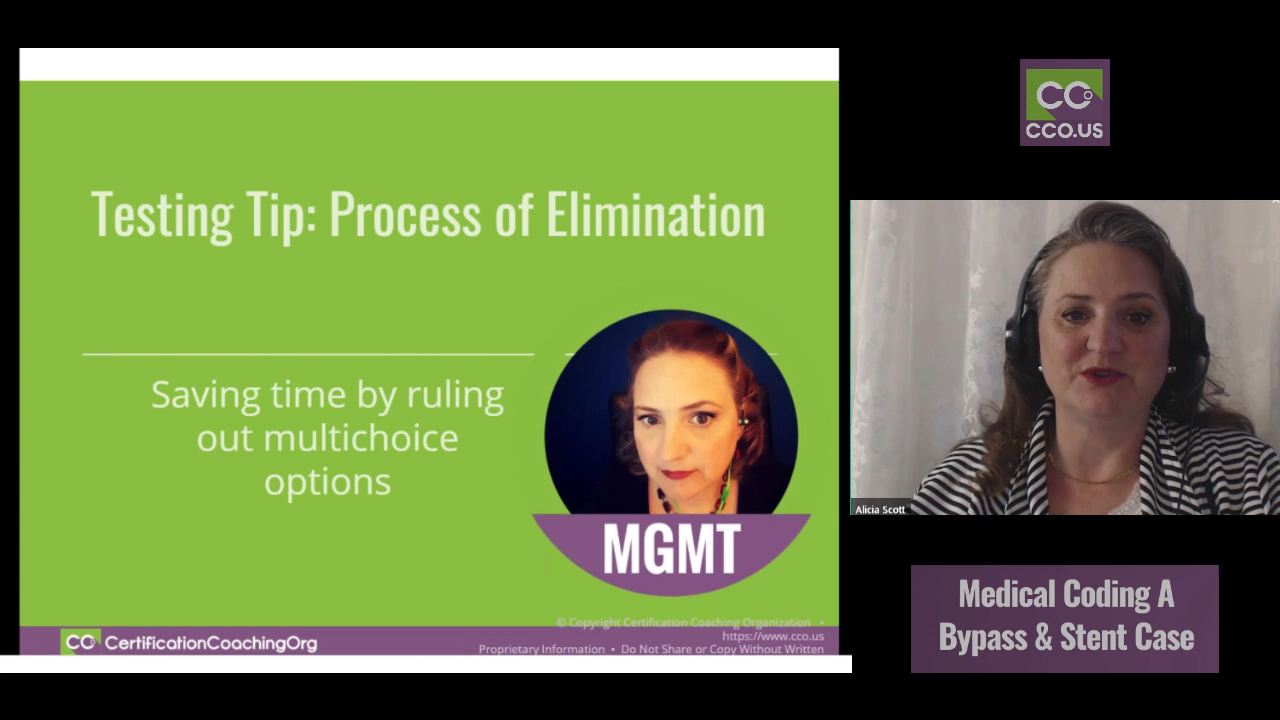 Testing Tip: Process of Elimination
Saving time by ruling
out multichoice
options
MGMT
© Copyright Certification Coaching Organization •
https://www.cco.us
Proprietary Information • Do Not Share or Copy Without Written
CO CertificationCoachingOrg
CCO
CCO.US
Alicia Scott
Medical Coding A
Bypass & Stent Case